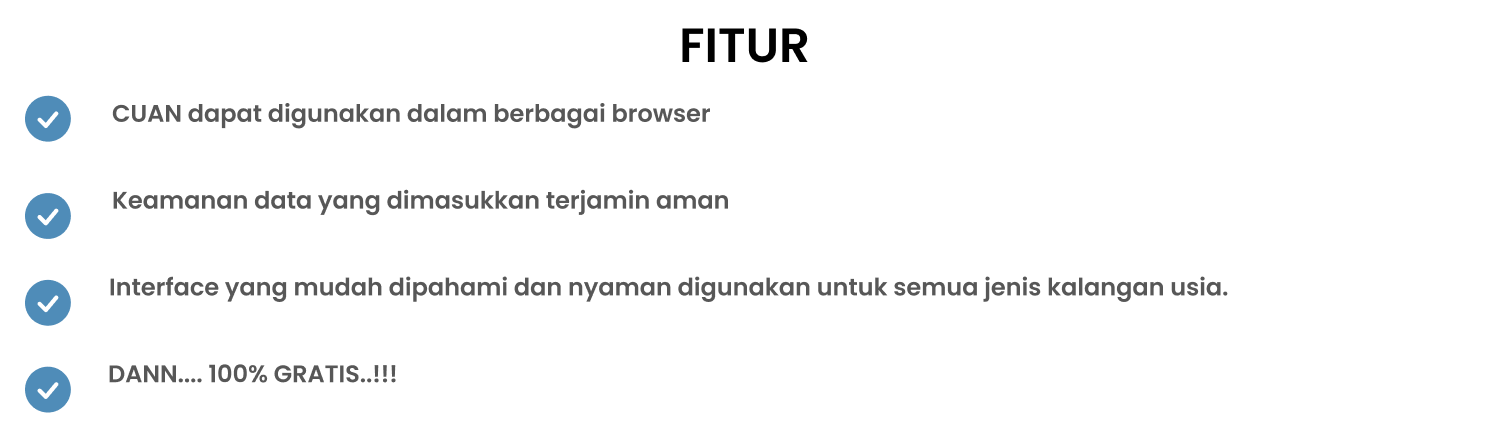 FITUR
CUAN dapat digunakan dalam berbagai browser
Keamanan data yang dimasukkan terjamin aman
Interface yang mudah dipahami dan nyaman digunakan untuk semua jenis kalangan usia.
DANN.... 100% GRATIS..!!!